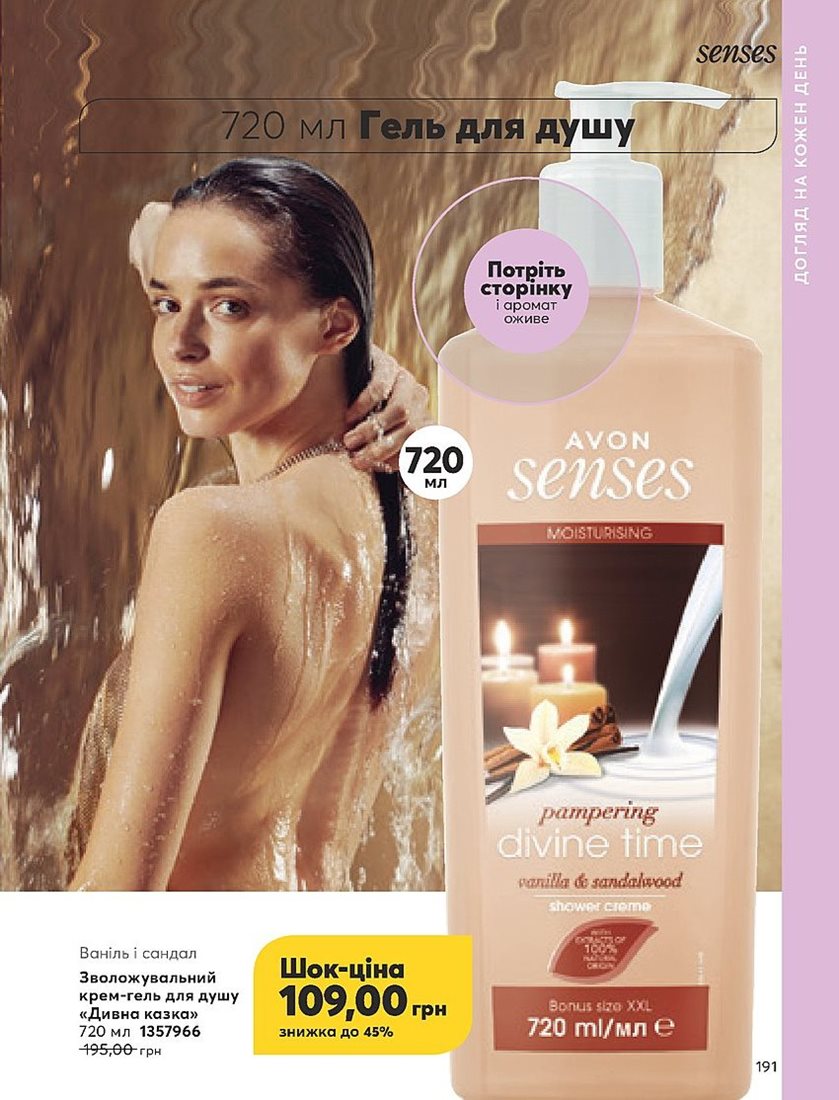 senses
720 мл Гель для душу
ДОГЛЯД НА КОЖЕН ДЕНЬ
Потріть
сторінку
і аромат
оживе
720
мл
AVON
senses
MOISTURISING
pampering
divine time
vanilla & sandalwood
shower creme
WITH
EXTRACTS OF
100%
NATURAL
ORIGIN
Bonus size XXL
720 ml/мл e
Ваніль і сандал
Зволожувальний
крем-гель для душу
«Дивна казка»
720 мл 1357966
195,00 грн
Шок-ціна
109,00 грн
знижка до 45%
191